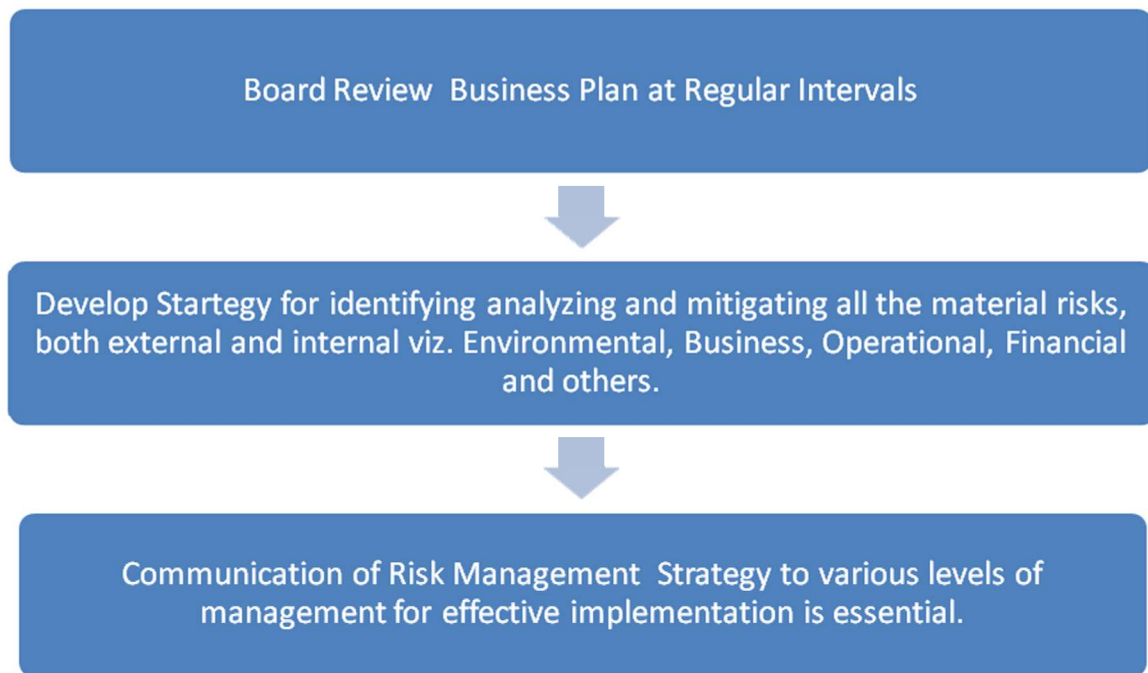 Board Review  Business Plan at Regular Intervals
Develop Startegy for identifying analyzing and mitigating all the material risks,
both external and internal viz. Environmental, Business, Operational, Financial
and others.
Communication of Risk Management  Strategy to various levels of
management for effective implementation is essential.